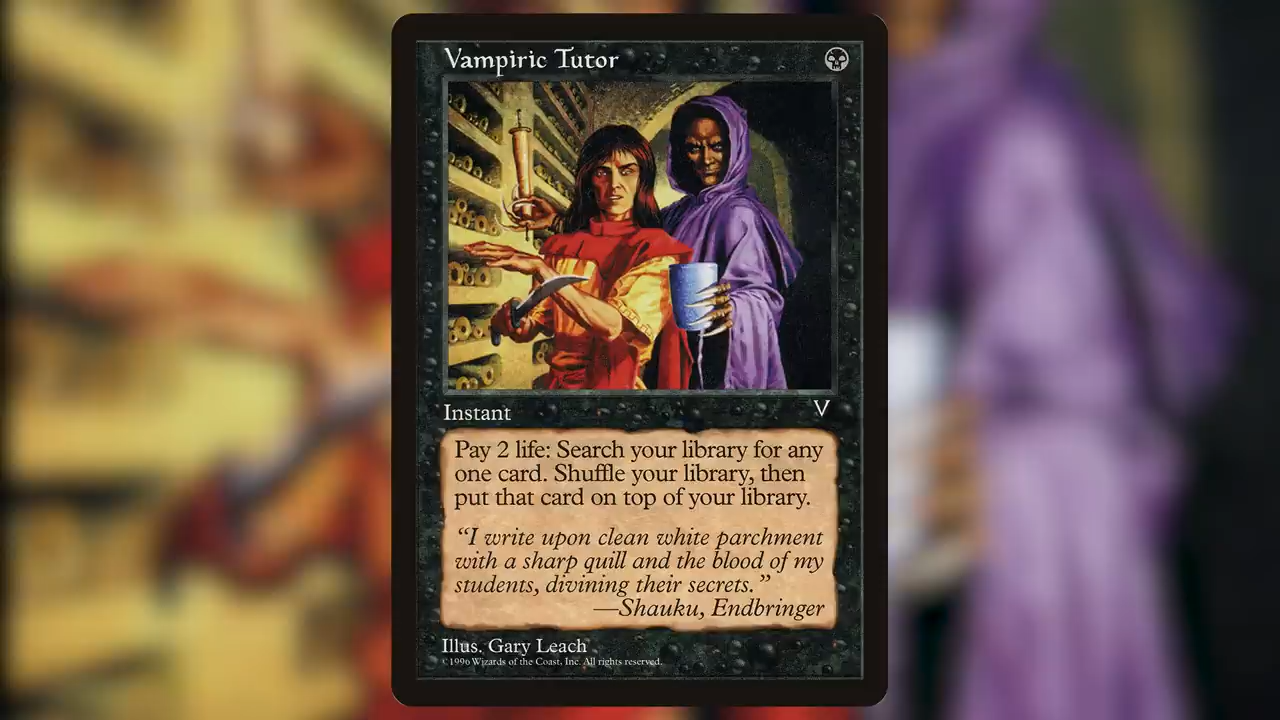 Vampiric Tutor
Instant
V
Pay 2 life: Search your library for any
one card. Shuffle your library, then
put that card on top of your library.
“I write upon clean white parchment
with a sharp quill and the blood of my
students, divining their secrets.”
—Shauku, Endbringer
Illus. Gary Leach
©1996 Wizards of the Coast, Inc. All rights reserved.